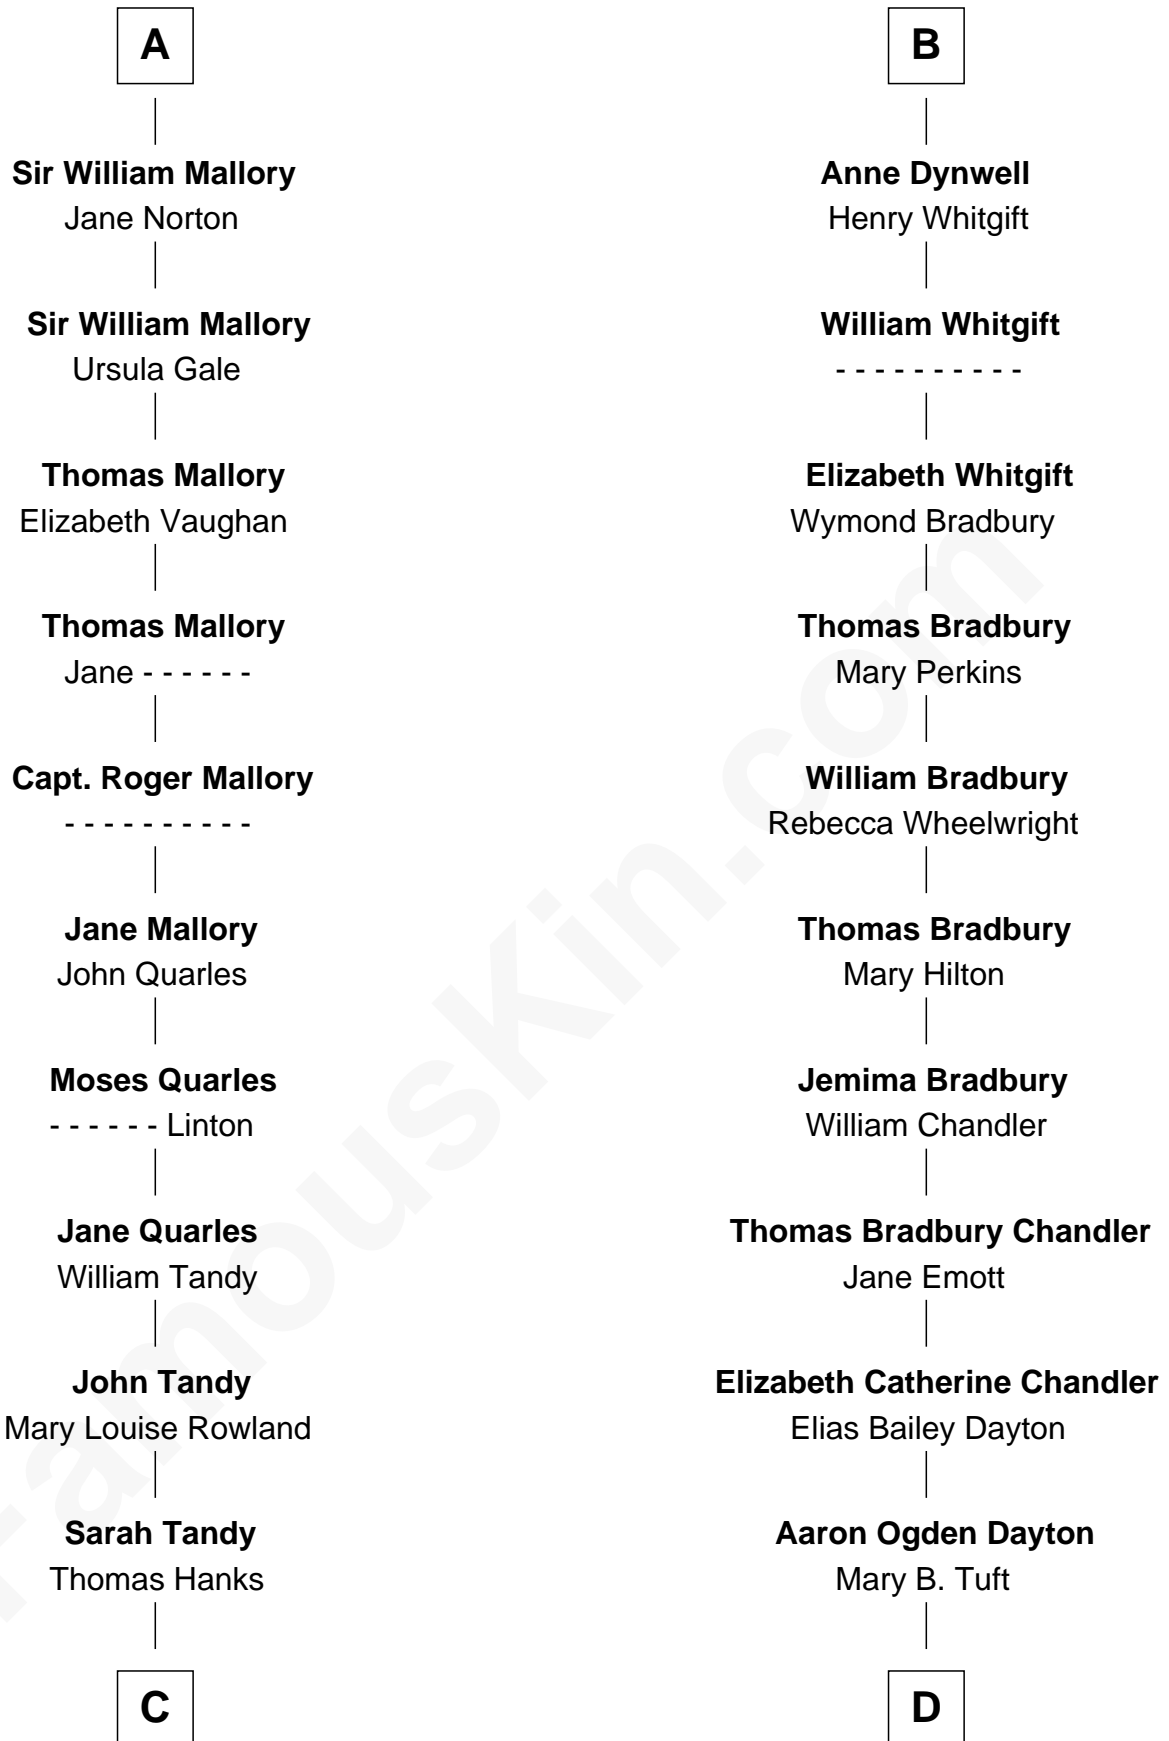 A
Sir William Mallory
Jane Norton
Sir William Mallory
Ursula Gale
Thomas Mallory
Elizabeth Vaughan
Thomas Mallory
Jane - - - - - -
Capt. Roger Mallory
- - - - - - - - - -
Jane Mallory
John Quarles
Moses Quarles
- - - - - - Linton
Jane Quarles
William Tandy
John Tandy
Mary Louise Rowland
Sarah Tandy
Thomas Hanks
C
B
Anne Dynwell
Henry Whitgift
William Whitgift
- - - - - - - - - -
Elizabeth Whitgift
Wymond Bradbury
Thomas Bradbury
Mary Perkins
William Bradbury
Rebecca Wheelwright
Thomas Bradbury
Mary Hilton
Jemima Bradbury
William Chandler
Thomas Bradbury Chandler
Jane Emott
Elizabeth Catherine Chandler
Elias Bailey Dayton
Aaron Ogden Dayton
Mary B. Tuft
D
FamousKin.com